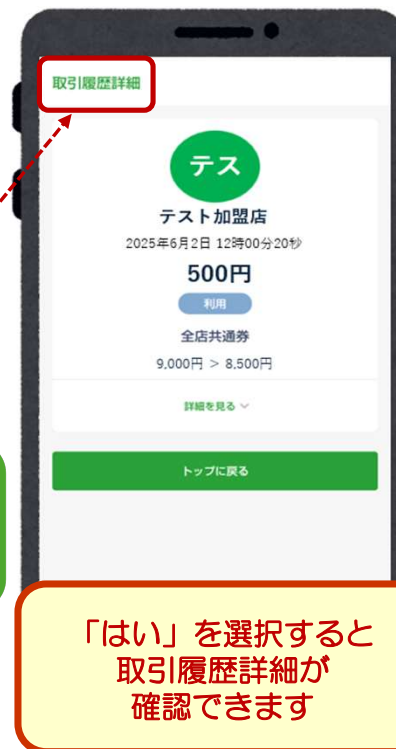 取引履歴詳細
テス
テスト加盟店
2025年6月2日 12時00分20秒
500円
利用
全店共通券
9,000円 > 8,500円
詳細を見る
トップに戻る
「はい」を選択すると
取引履歴詳細が
確認できます